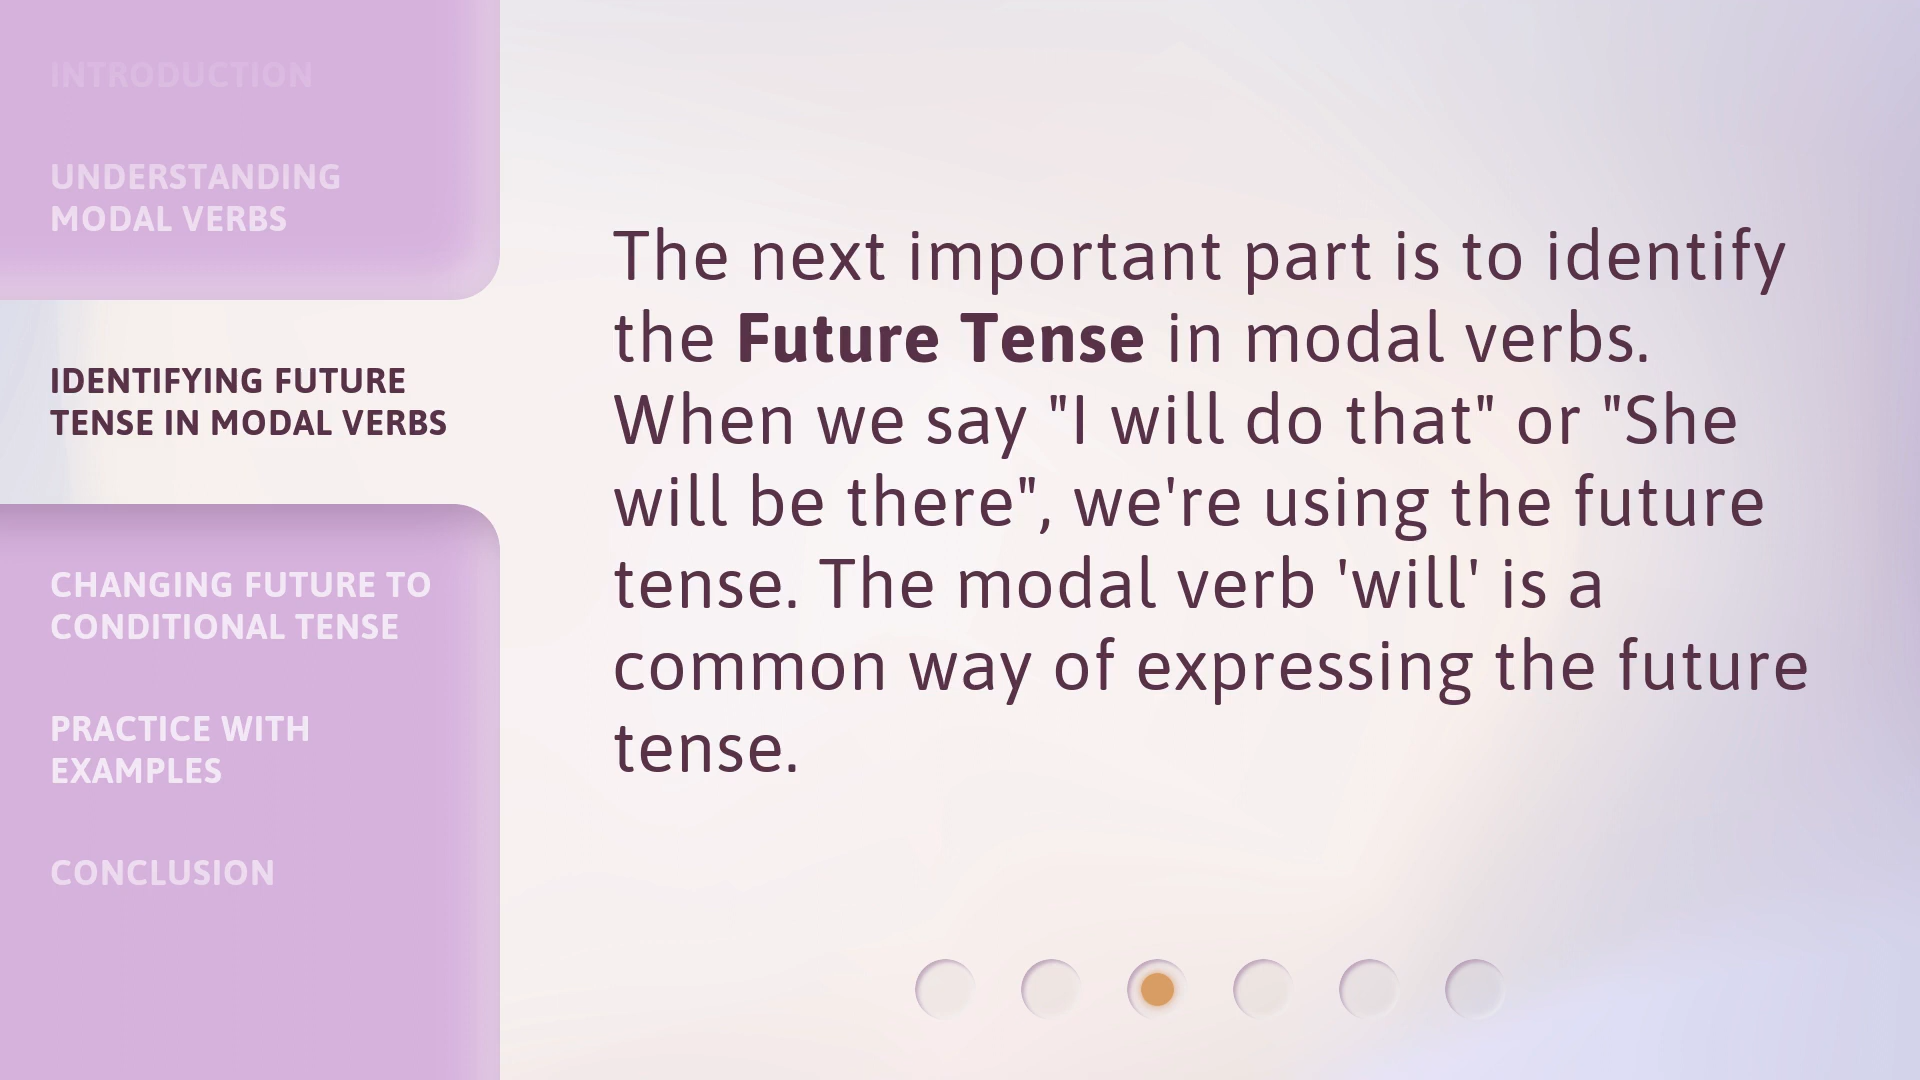 INTRODUCTION
UNDERSTANDING
MODAL VERBS
IDENTIFYING FUTURE
TENSE IN MODAL VERBS
CHANGING FUTURE TO
CONDITIONAL TENSE
PRACTICE WITH
EXAMPLES
CONCLUSION
The next important part is to identify
the Future Tense in modal verbs.
When we say "I will do that" or "She
will be there", we're using the future
tense. The modal verb 'will' is a
common way of expressing the future
tense.